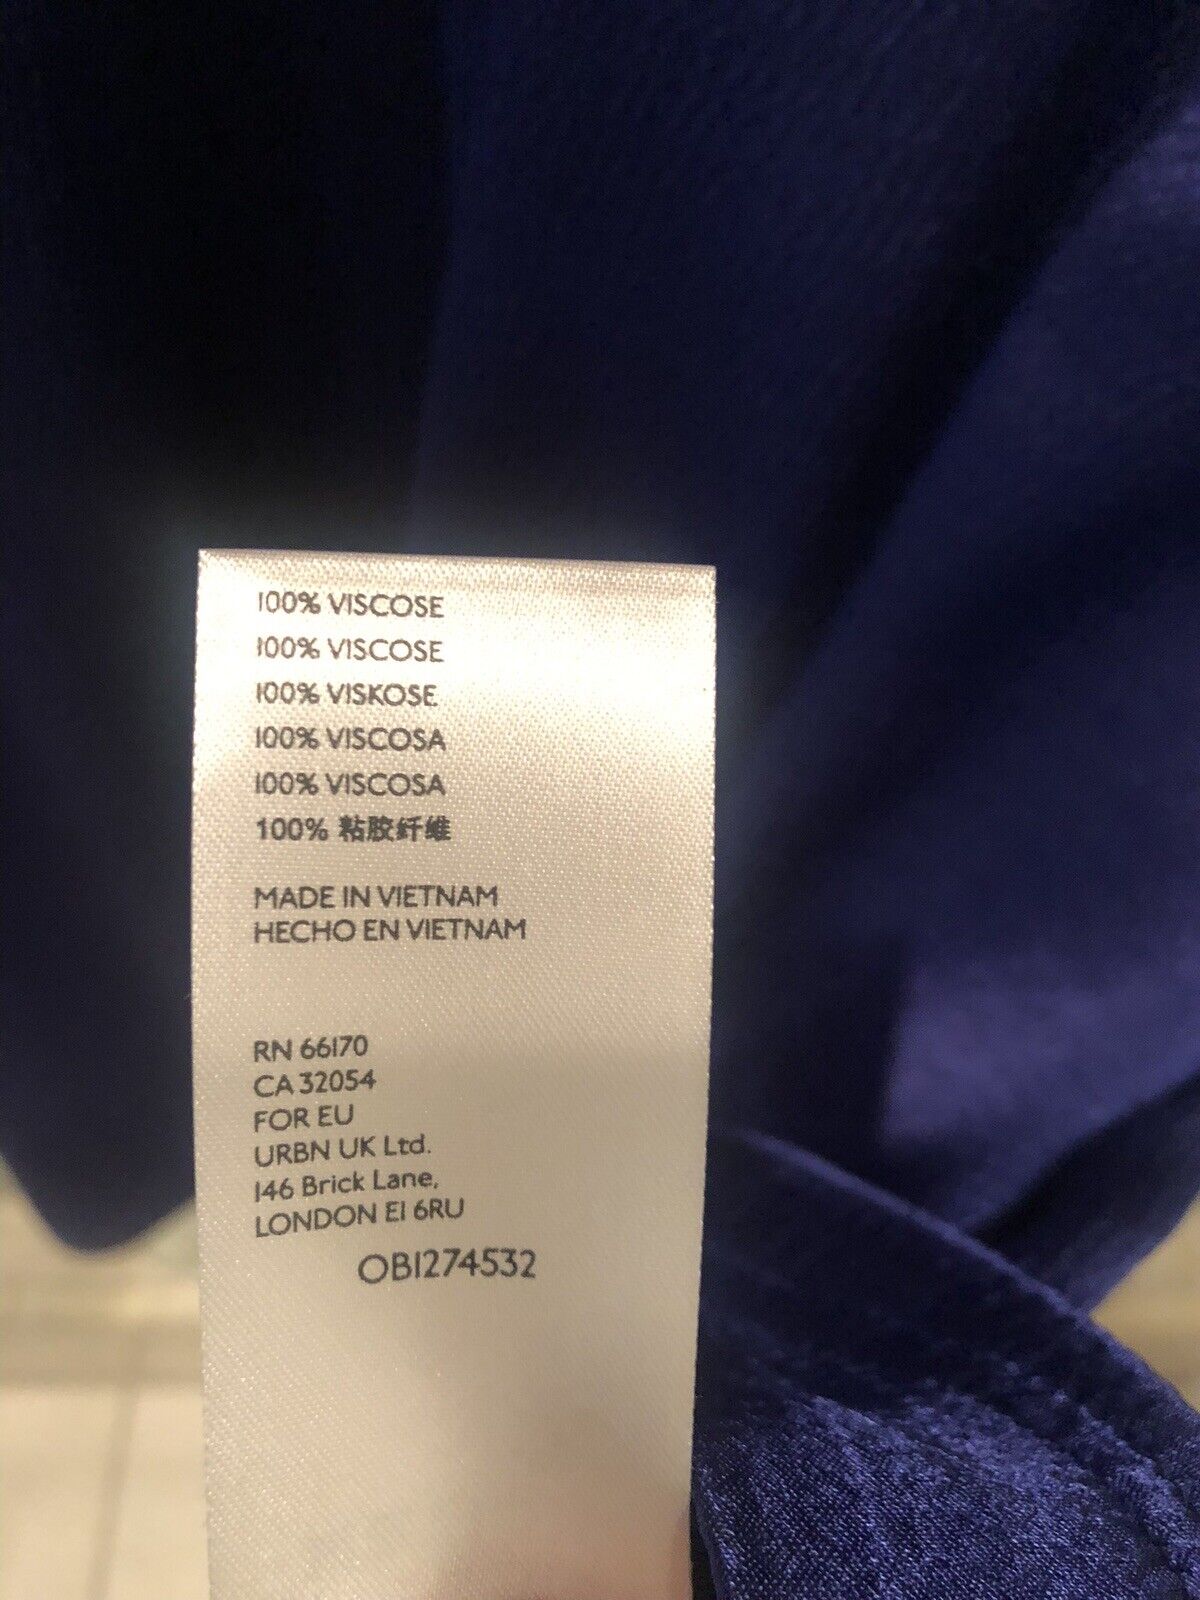 100% VISCOSE
100% VISCOSE
100% VISKOSE
100% VISCOSA
100% VISCOSA
100% 粘胶纤维
MADE IN VIETNAM
HECHO EN VIETNAM
RN 66170
CA 32054
FOR EU
URBN UK Ltd.
146 Brick Lane,
LONDON E1 6RU
OB1274532